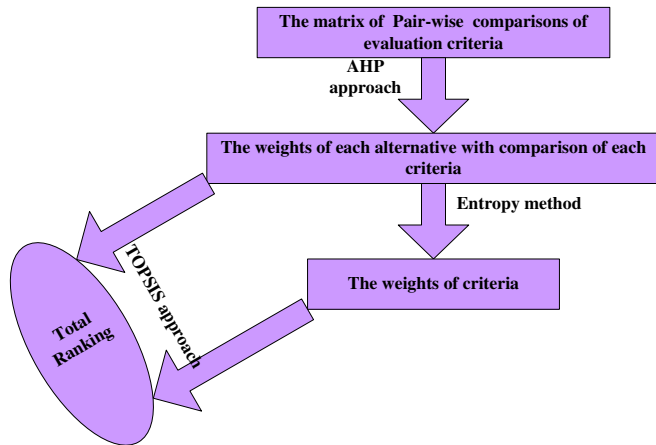 The matrix of Pair-wise comparisons of
evaluation criteria
AHP
approach
The weights of each alternative with comparison of each
criteria
Entropy method
The weights of criteria
TOPSIS approach
Total
Ranking